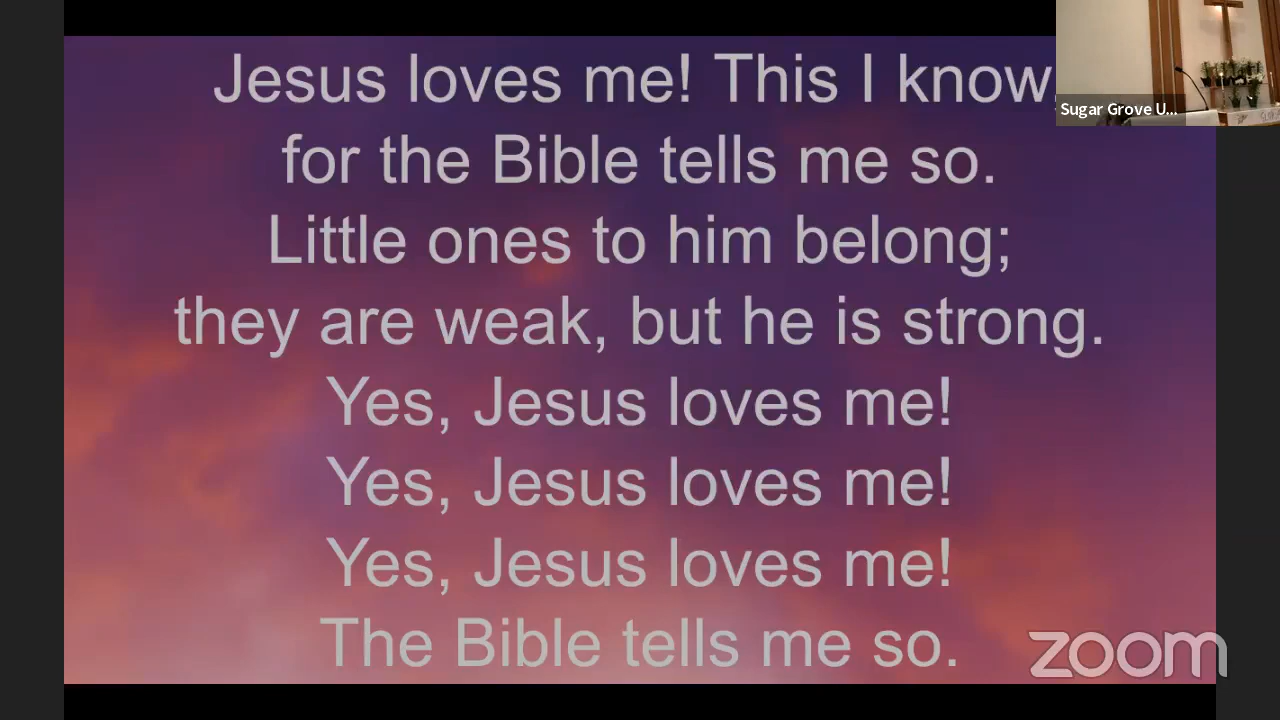 Jesus loves me! This I know,
for the Bible tells me so.
Little ones to him belong;
they are weak, but he is strong.
Yes, Jesus loves me!
Yes, Jesus loves me!
Yes, Jesus loves me!
The Bible tells me so.
Sugar Grove U...
zoom